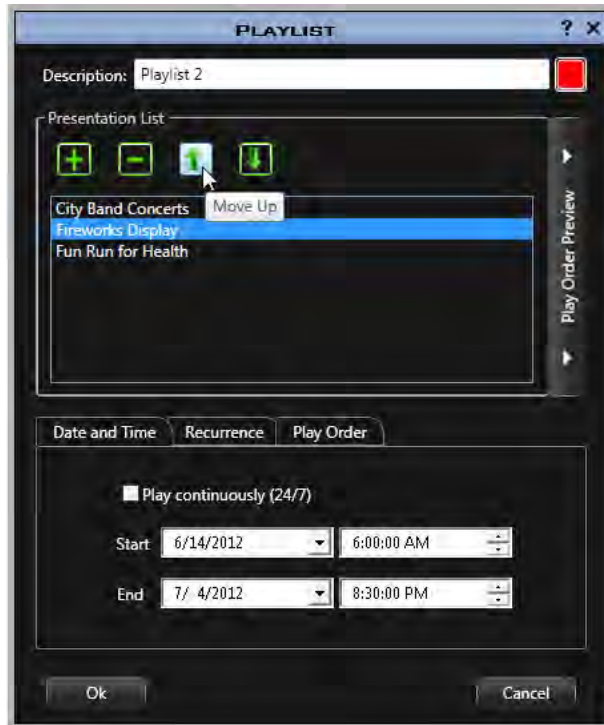 PLAYLIST ? X
Description: Playlist 2
Presentation List
Move Up
City Band Concerts
Fireworks Display
Fun Run for Health
Play Order Preview
Date and Time Recurrence Play Order
Play continuously (24/7)
Start 6/14/2012 6:00:00 AM
End 7/ 4/2012 8:30:00 PM
Ok Cancel